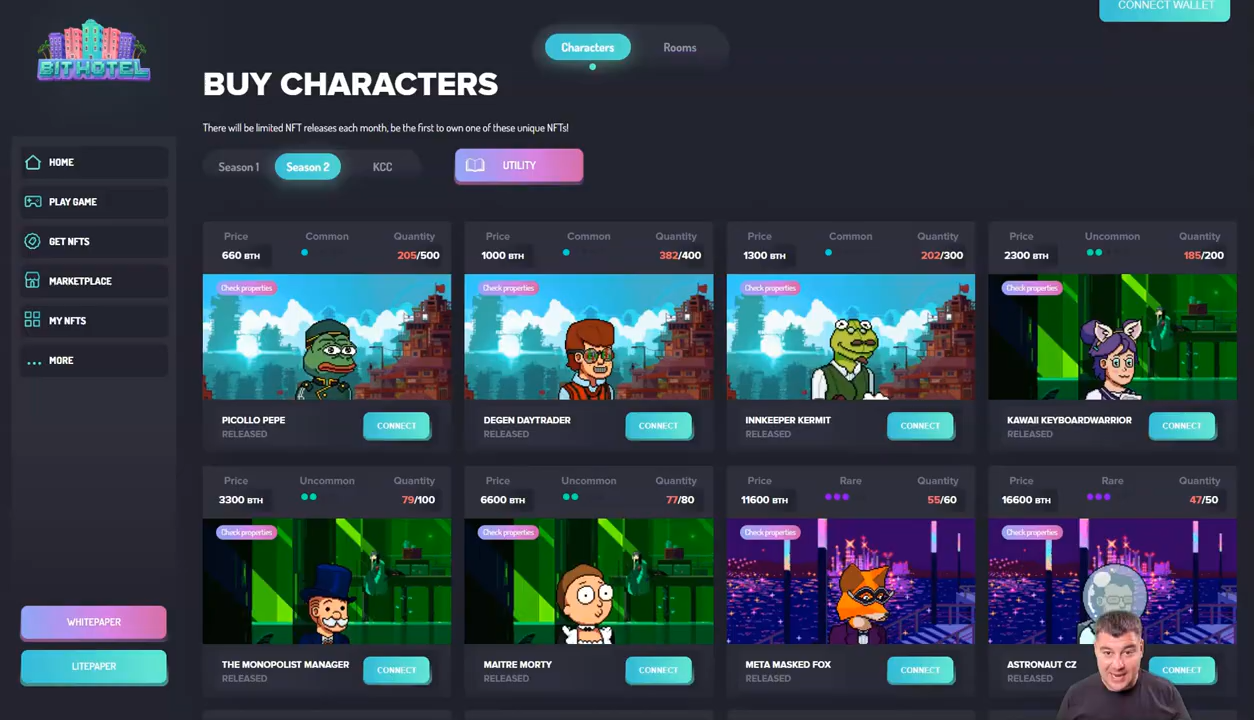 CONNECT WALLET
BIT HOTEL
Characters
Rooms
BUY CHARACTERS
There will be limited NFT releases each month, be the first to own one of these unique NFTs!
Season 1
Season 2
KCC
UTILITY
HOME
PLAY GAME
GET NFTS
MARKETPLACE
MY NFTS
MORE
WHITEPAPER
LITEPAPER
Price Common Quantity
660 BTH 205/500
Check properties
PICOLLO PEPE
RELEASED
CONNECT
Price Common Quantity
1000 BTH 382/400
Check properties
DEGEN DAYTRADER
RELEASED
CONNECT
Price Common Quantity
1300 BTH 202/300
Check properties
INNKEEPER KERMIT
RELEASED
CONNECT
Price Uncommon Quantity
2300 BTH 185/200
Check properties
KAWAII KEYBOARDWARRIOR
RELEASED
CONNECT
Price Uncommon Quantity
3300 BTH 79/100
Check properties
THE MONOPOLIST MANAGER
RELEASED
CONNECT
Price Uncommon Quantity
6600 BTH 77/80
Check properties
MAITRE MORTY
RELEASED
CONNECT
Price Rare Quantity
11600 BTH 55/60
Check properties
META MASKED FOX
RELEASED
CONNECT
Price Rare Quantity
16600 BTH 47/50
Check properties
ASTRONAUT CZ
RELEASED
CONNECT